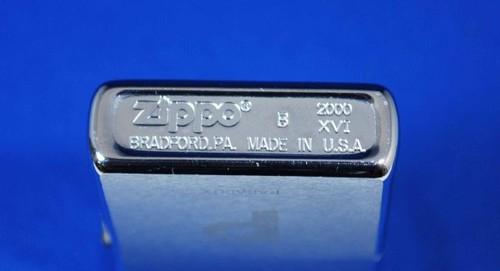 Zippo® B 2000
XVI
BRADFORD,PA. MADE IN U.S.A.